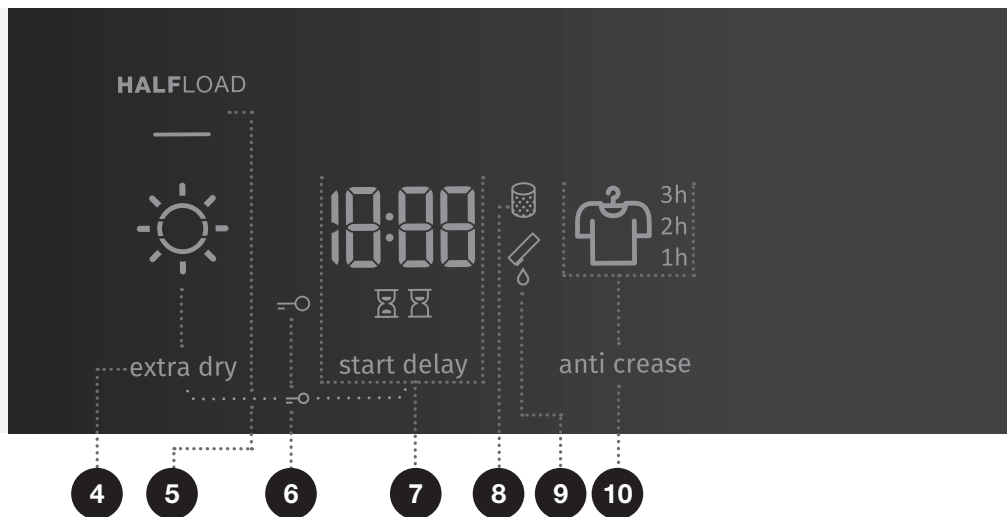 HALFLOAD
18:88
3h
2h
1h
extra dry
start delay
anti crease
4
5
6
7
8
9
10